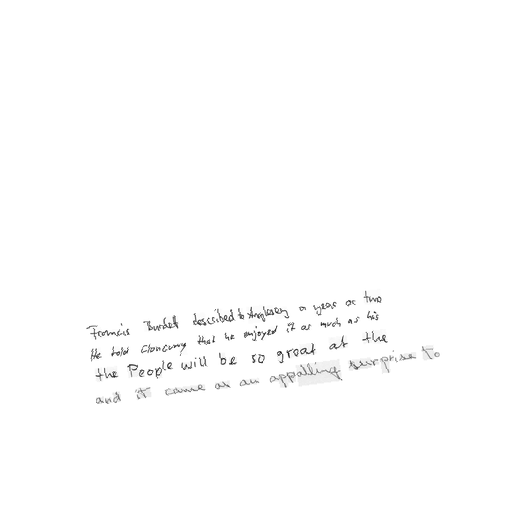 Francis Burdett described to Anglesey a year or two
He told Cloncurry that he enjoyed it as much as his
the People will be so great at the
and it came as an appalling surprise to